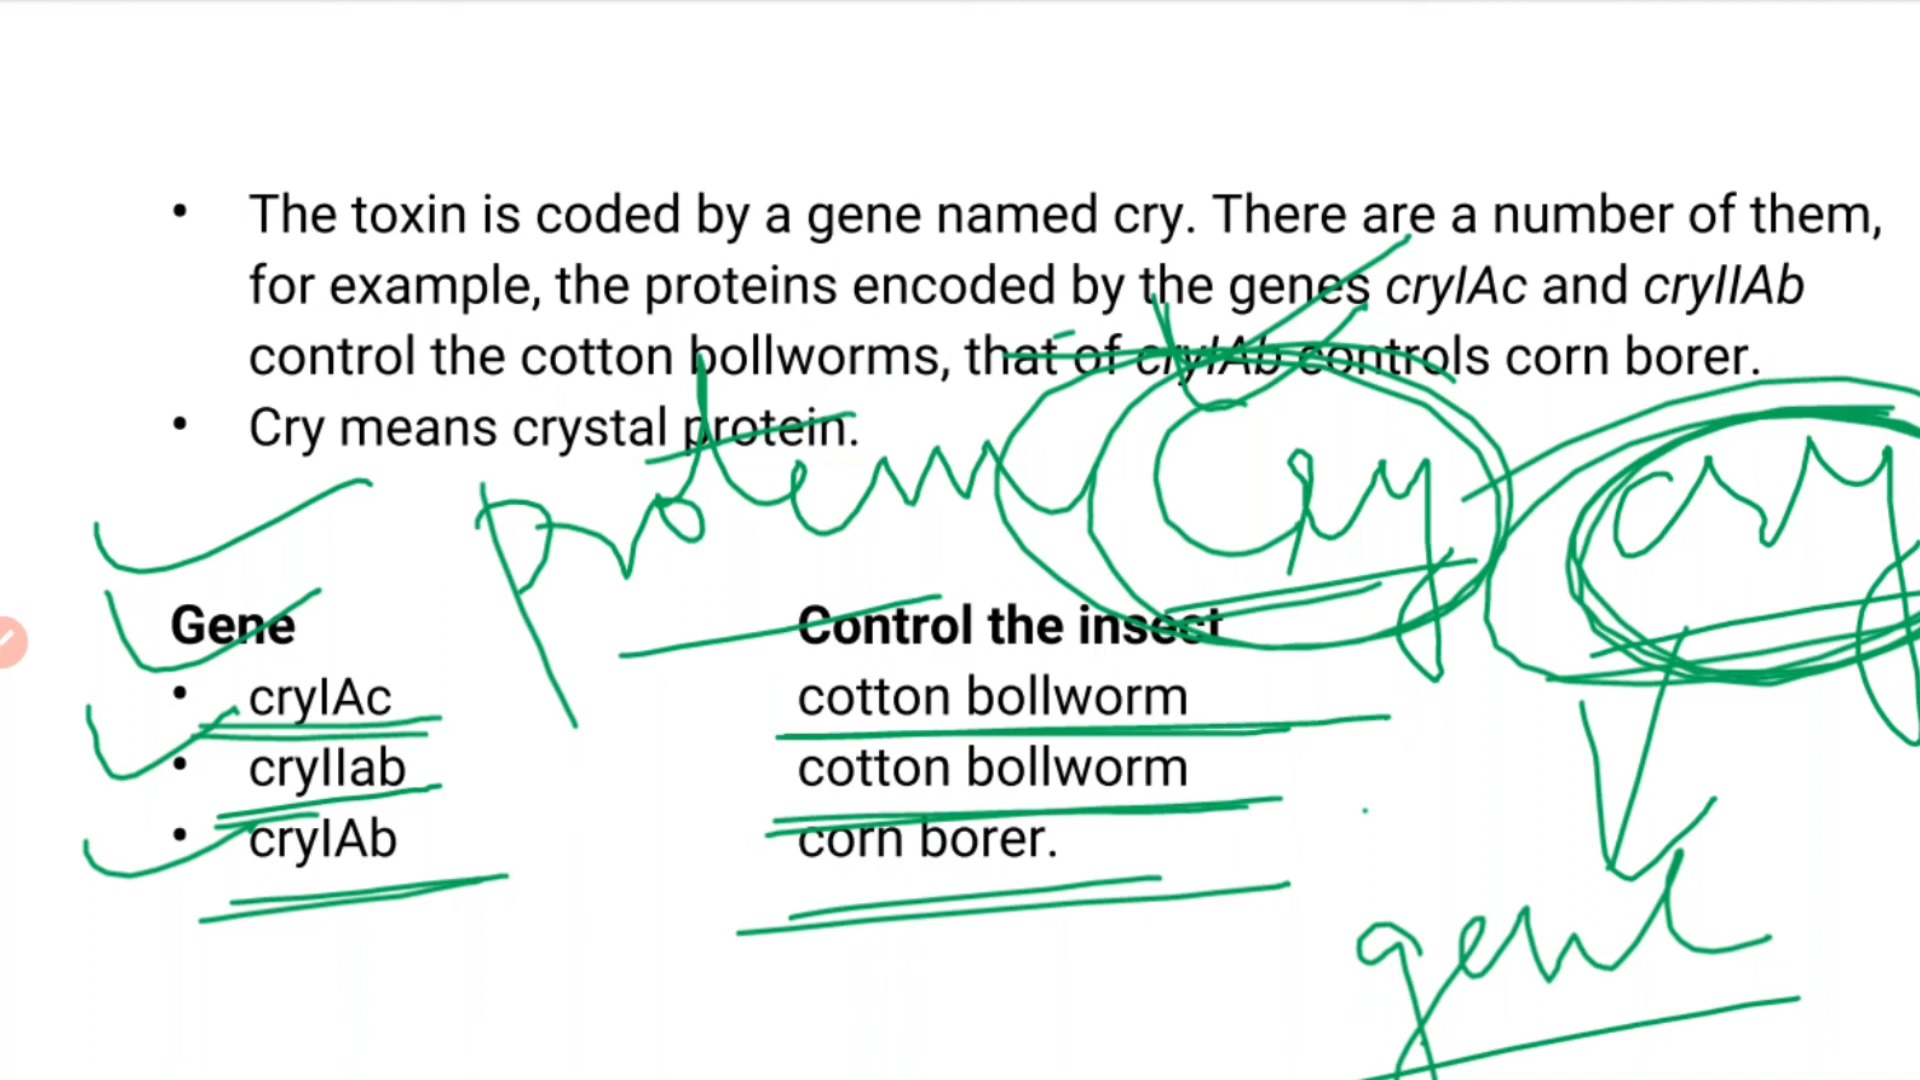 • The toxin is coded by a gene named cry. There are a number of them,
for example, the proteins encoded by the genes cryIAc and cryIIAb
control the cotton bollworms, that of cryIAb controls corn borer.
• Cry means crystal protein.
protein Cry cry
Gene Control the insect
• cryIAc cotton bollworm
• cryIIab cotton bollworm
• cryIAb corn borer.
gene